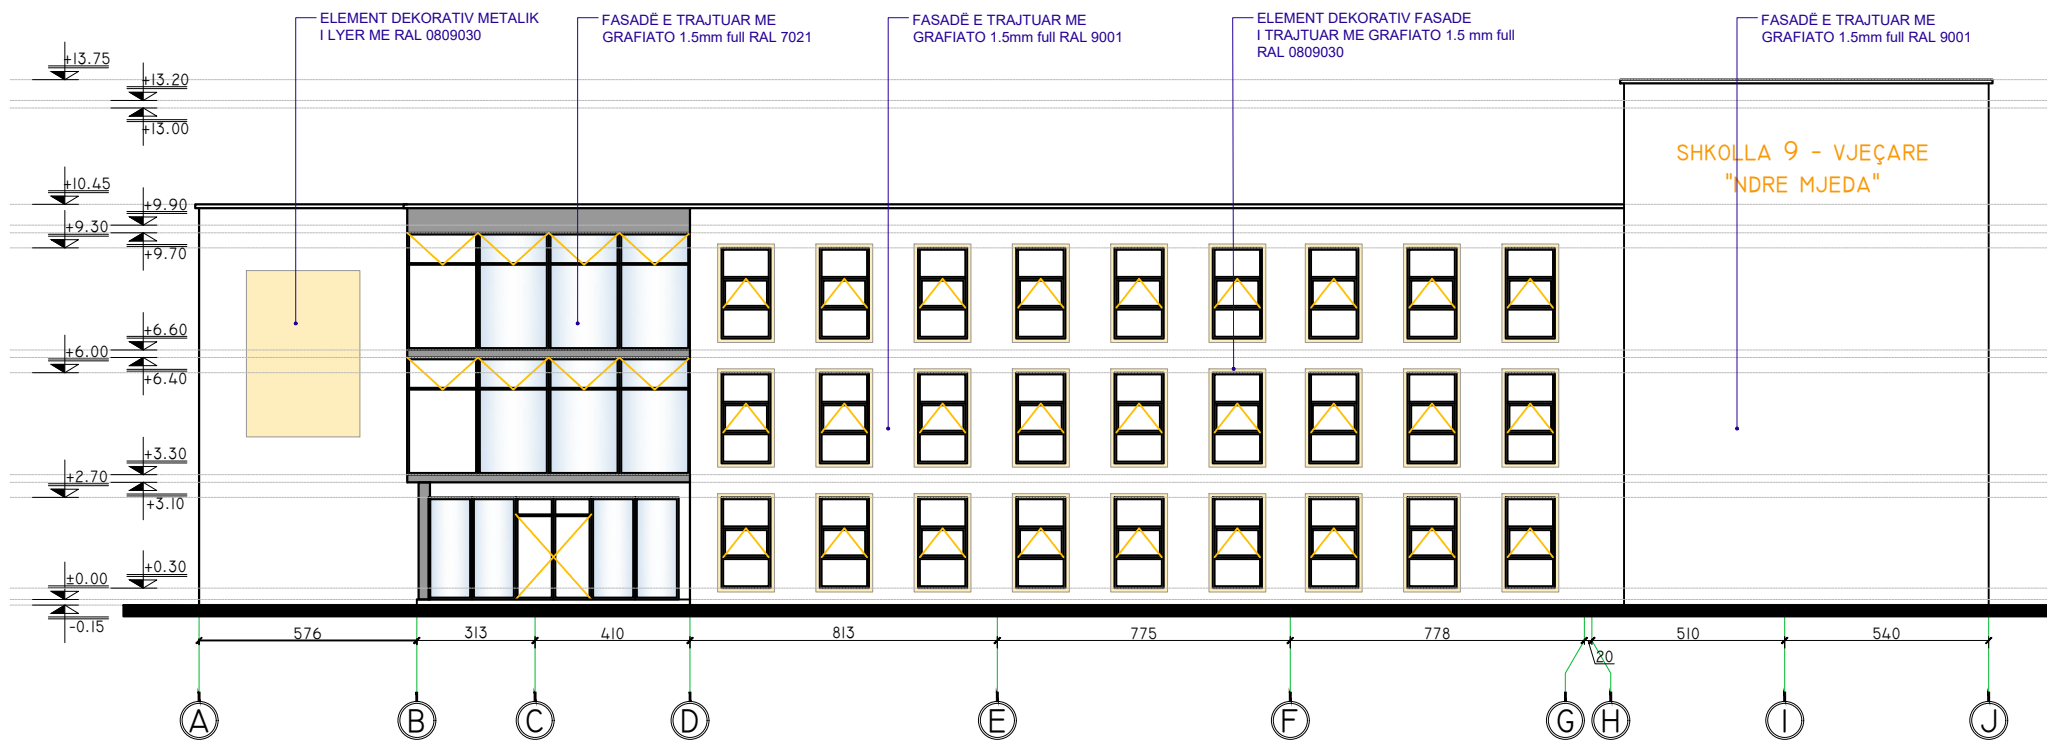 ELEMENT DEKORATIV METALIK
I LYER ME RAL 0809030
FASADË E TRAJTUAR ME
GRAFIATO 1.5mm full RAL 7021
FASADË E TRAJTUAR ME
GRAFIATO 1.5mm full RAL 9001
ELEMENT DEKORATIV FASADE
I TRAJTUAR ME GRAFIATO 1.5 mm full
RAL 0809030
FASADË E TRAJTUAR ME
GRAFIATO 1.5mm full RAL 9001
+13.75
+13.20
+13.00
SHKOLLA 9 - VJEÇARE
"NDRE MJEDA"
+10.45
+9.90
+9.30
+9.70
+6.60
+6.00
+6.40
+3.30
+2.70
+3.10
+0.30
±0.00
-0.15
576
313
410
813
775
778
20
510
540
A
B
C
D
E
F
G
H
I
J